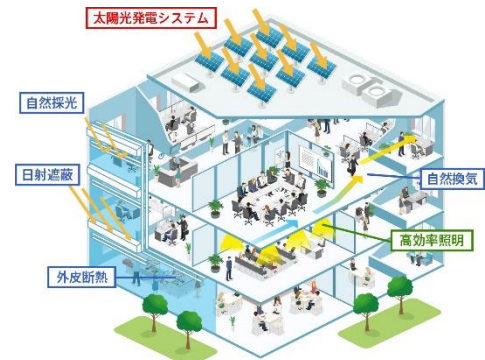 太陽光発電システム
自然採光
日射遮蔽
自然換気
高効率照明
外皮断熱